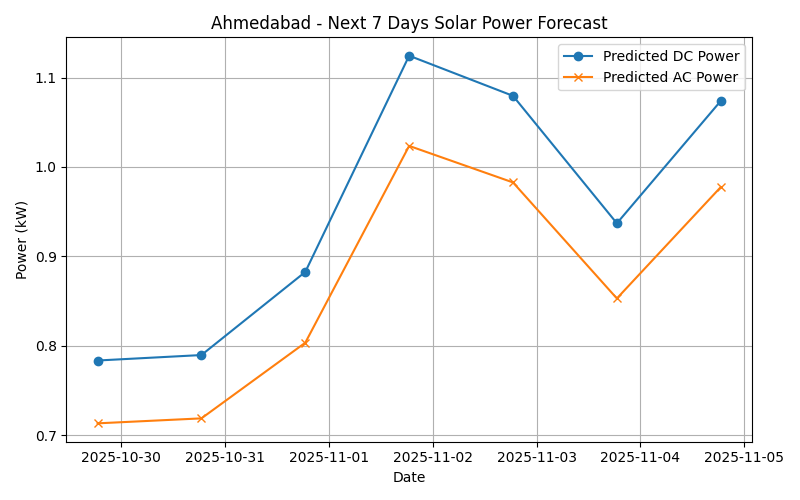 Ahmedabad - Next 7 Days Solar Power Forecast
Predicted DC Power
Predicted AC Power
Power (kW)
1.1
1.0
0.9
0.8
0.7
2025-10-30 2025-10-31 2025-11-01 2025-11-02 2025-11-03 2025-11-04 2025-11-05
Date